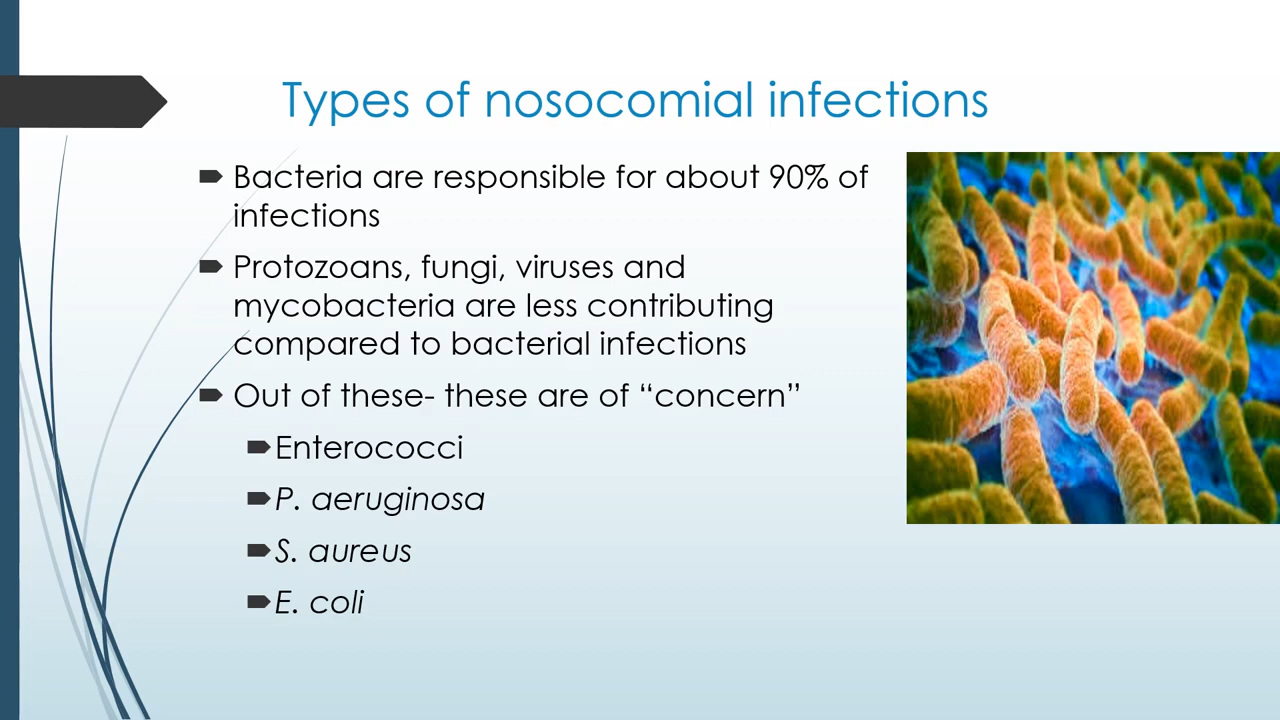 Types of nosocomial infections
Bacteria are responsible for about 90% of
infections
Protozoans, fungi, viruses and
mycobacteria are less contributing
compared to bacterial infections
Out of these- these are of “concern”
Enterococci
P. aeruginosa
S. aureus
E. coli